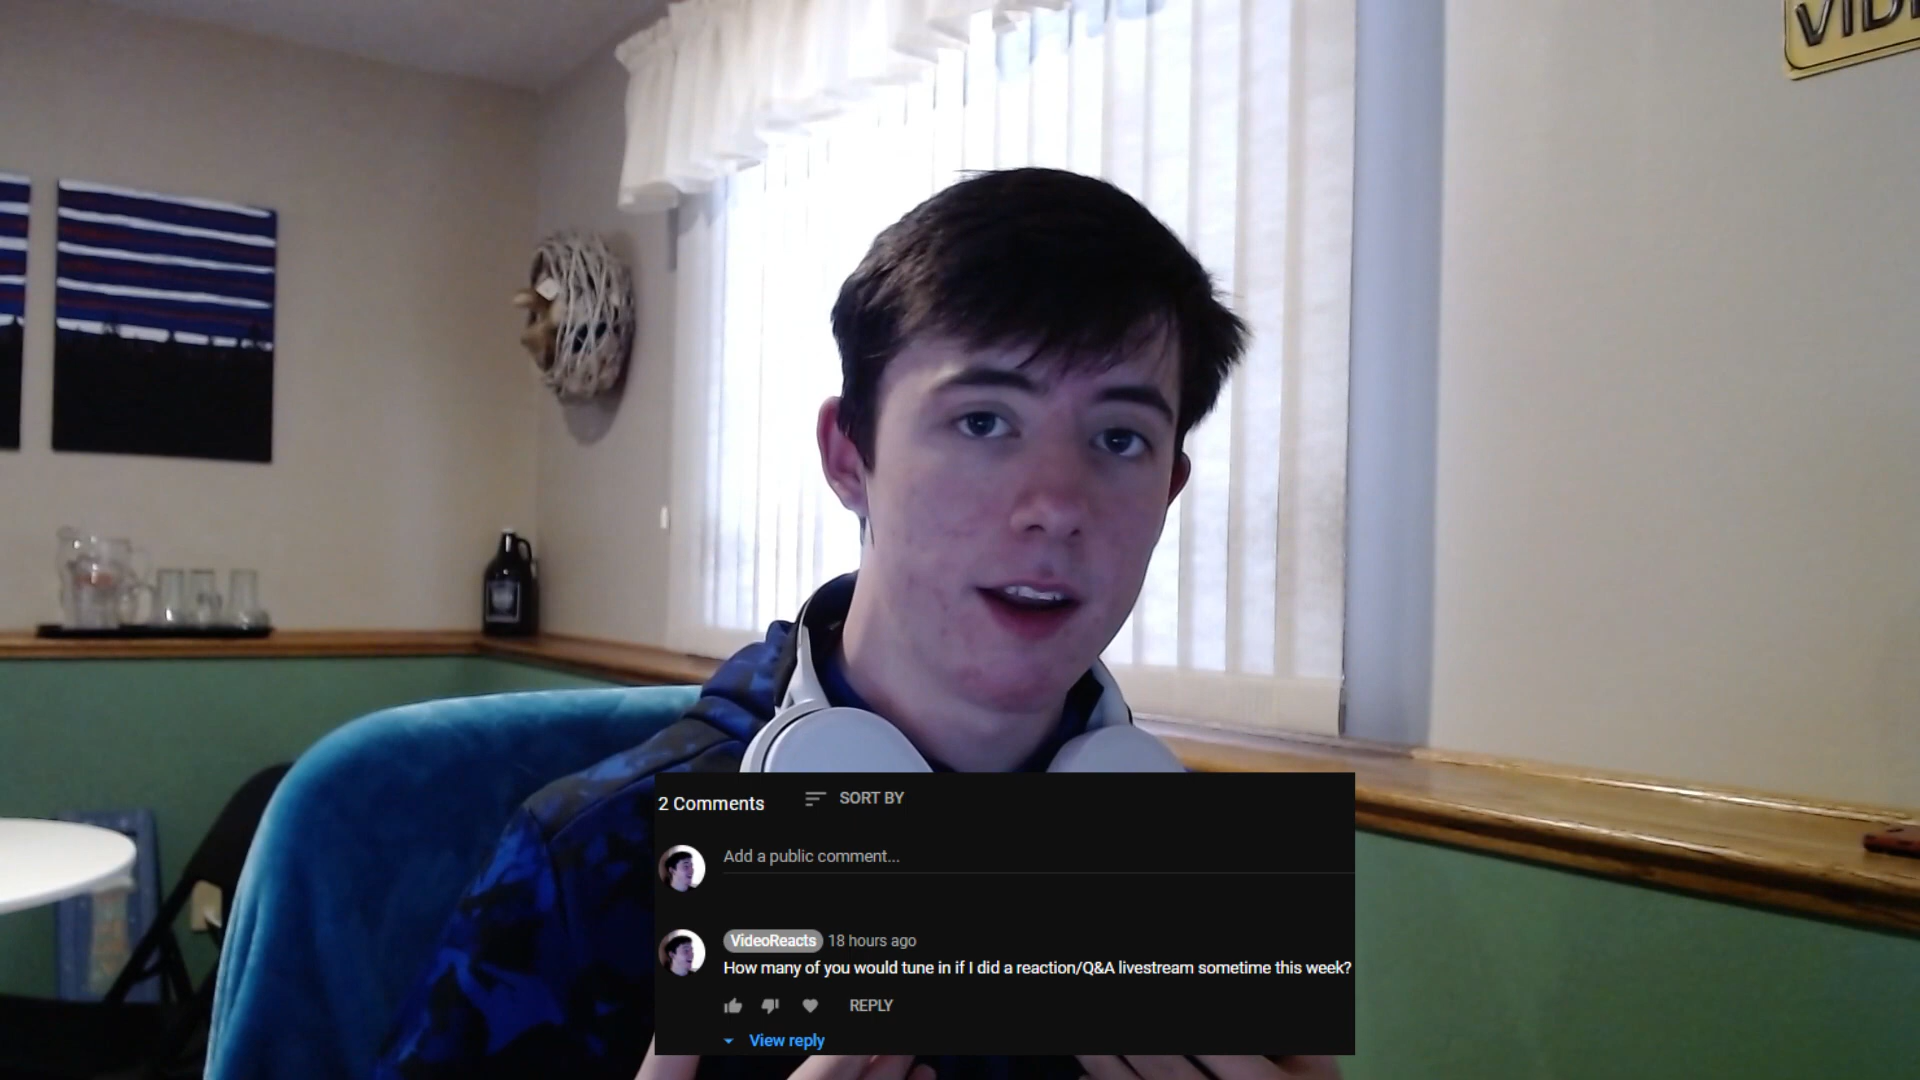 2 Comments
SORT BY
Add a public comment...
VideoReacts 18 hours ago
How many of you would tune in if I did a reaction/Q&A livestream sometime this week?
REPLY
View reply